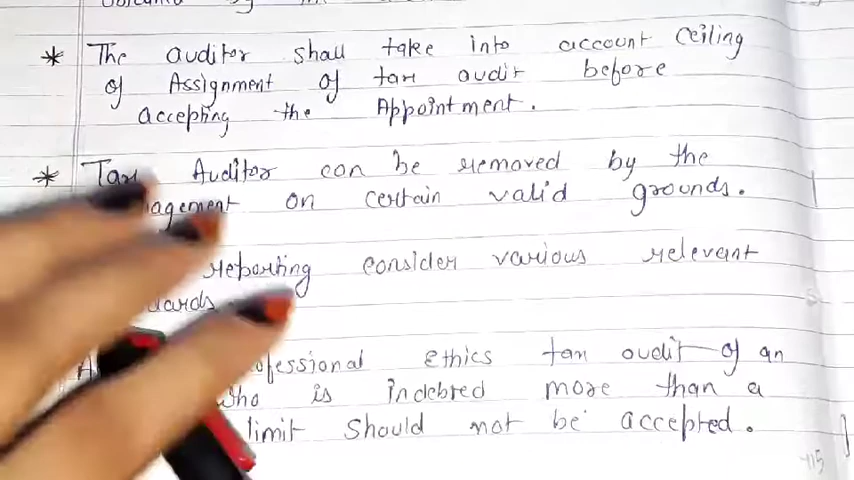 * The auditor shall take into account ceiling
of Assignment of tax audit before
accepting the Appointment.
* Tax Auditor can be removed by the
agement on certain valid grounds.
reporting consider various relevant
dards
ofessional ethics tax audit of an
who is indebted more than a
limit should not be accepted.